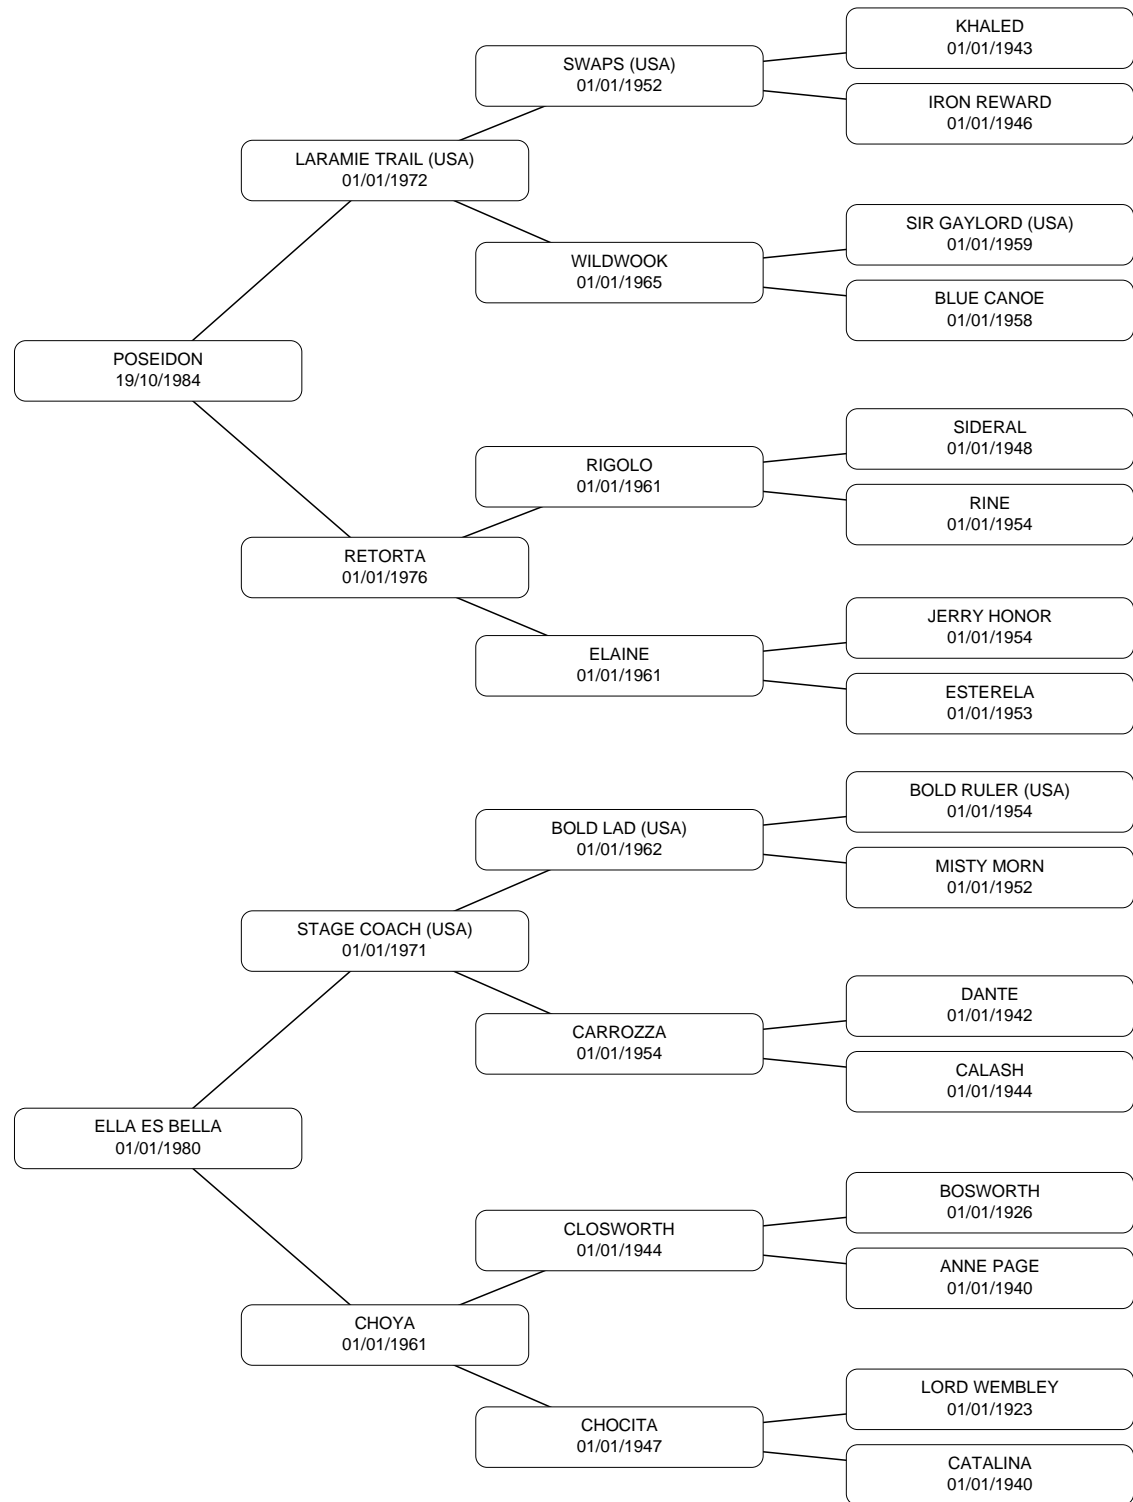 KHALED
01/01/1943
SWAPS (USA)
01/01/1952
IRON REWARD
01/01/1946
LARAMIE TRAIL (USA)
01/01/1972
SIR GAYLORD (USA)
01/01/1959
WILDWOOK
01/01/1965
BLUE CANOE
01/01/1958
POSEIDON
19/10/1984
SIDERAL
01/01/1948
RIGOLO
01/01/1961
RINE
01/01/1954
RETORTA
01/01/1976
JERRY HONOR
01/01/1954
ELAINE
01/01/1961
ESTERELA
01/01/1953
BOLD RULER (USA)
01/01/1954
BOLD LAD (USA)
01/01/1962
MISTY MORN
01/01/1952
STAGE COACH (USA)
01/01/1971
DANTE
01/01/1942
CARROZZA
01/01/1954
CALASH
01/01/1944
ELLA ES BELLA
01/01/1980
BOSWORTH
01/01/1926
CLOSWORTH
01/01/1944
ANNE PAGE
01/01/1940
CHOYA
01/01/1961
LORD WEMBLEY
01/01/1923
CHOCITA
01/01/1947
CATALINA
01/01/1940